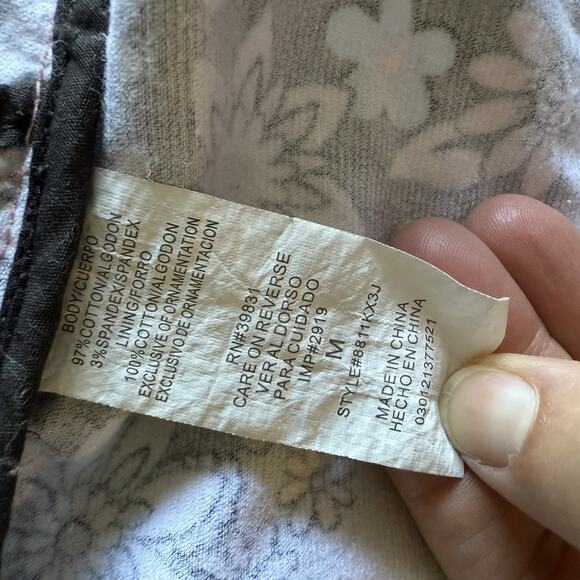 BODY/CUERPO
97%COTTON/ALGODON
3%SPANDEX/SPANDEX
LINING/FORRO
100%COTTON/ALGODON
EXCLUSIVE OF ORNAMENTATION
EXCLUSIVO DE ORNAMENTACION
RN#39831
CARE ON REVERSE
VER AL DORSO
PARA CUIDADO
IMP#2919
M
STYLE#88111KX3J
MADE IN CHINA
HECHO EN CHINA
030121377521